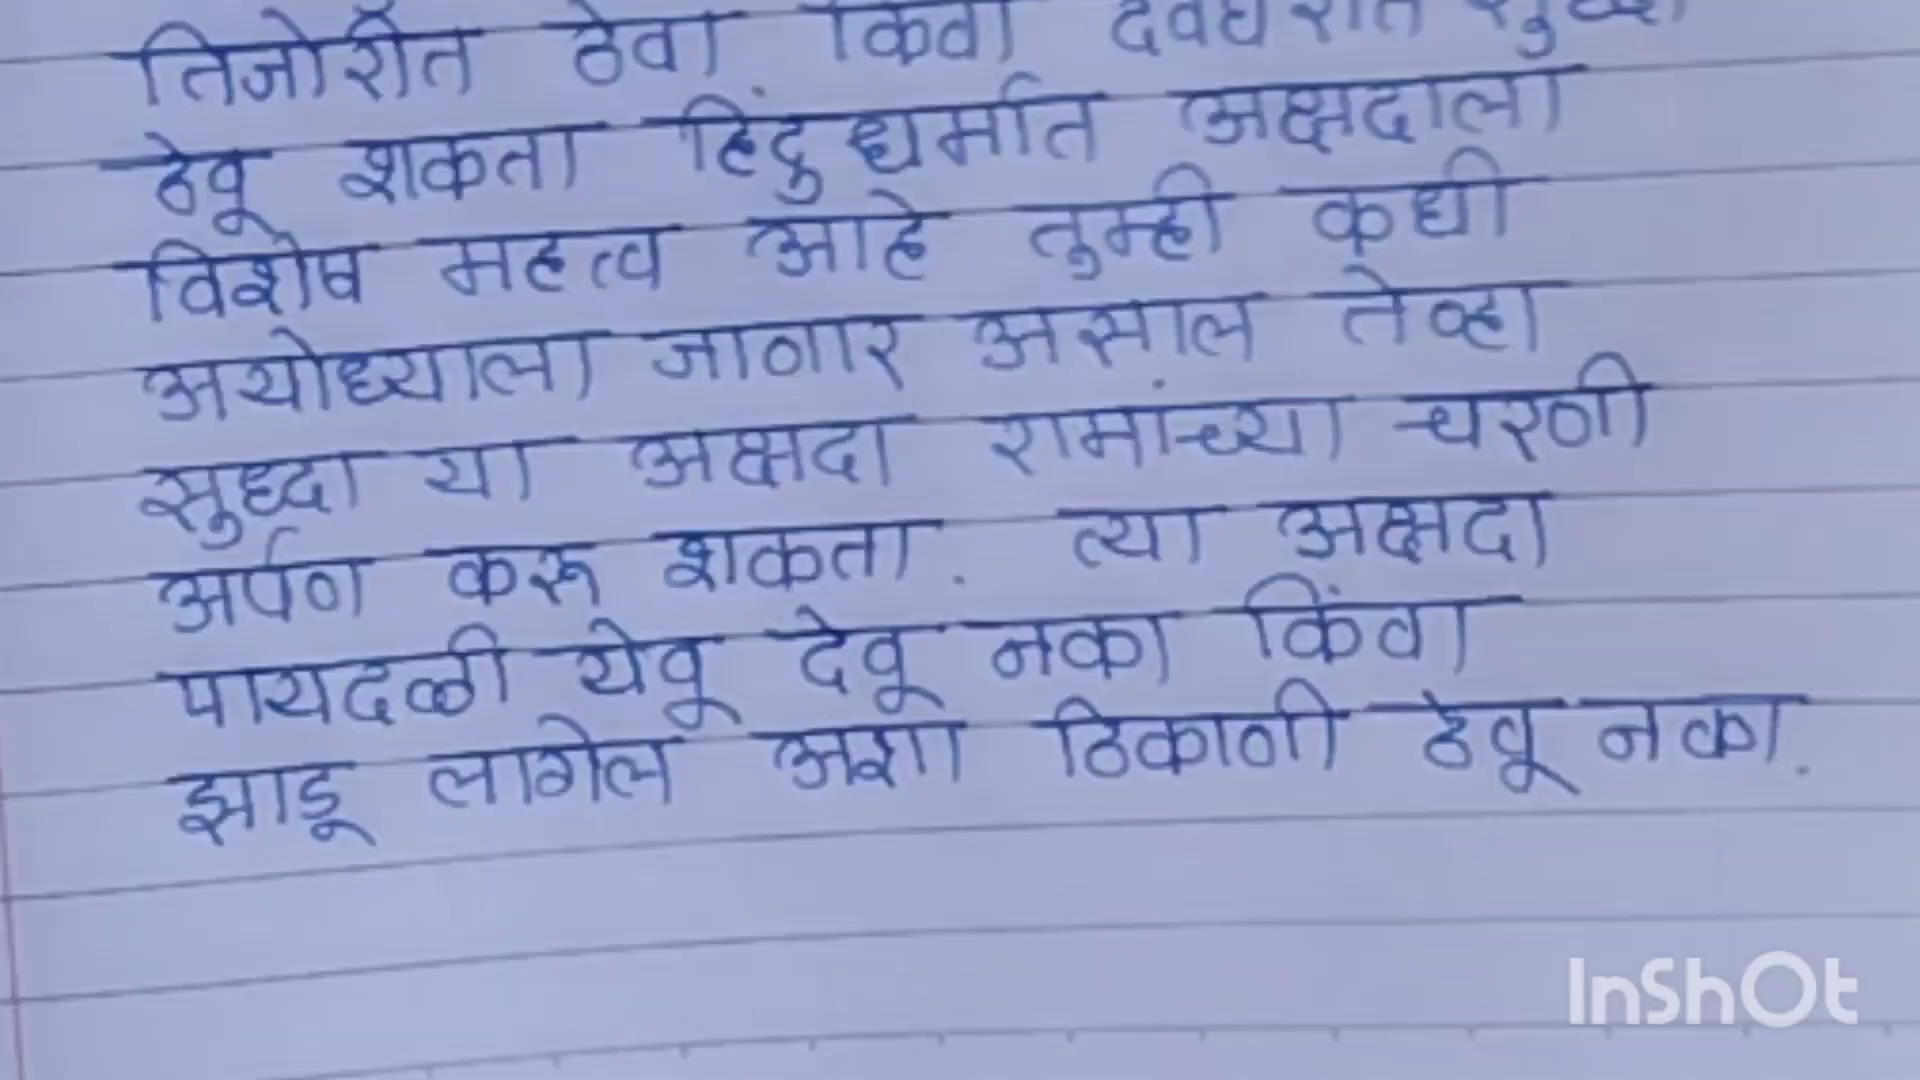 तिजोरीत ठेवा किंवा देवघरात सुध्दा
ठेवू शकता हिंदु धर्मात अक्षदाला
विशेष महत्व आहे तुम्ही कधी
अयोध्याला जाणार असाल तेव्हा
सुध्दा या अक्षदा रामांच्या चरणी
अर्पण करू शकता. त्या अक्षदा
पायदळी येवू देवू नका किंवा
झाडू लागेल अशा ठिकाणी ठेवू नका.
InShOt